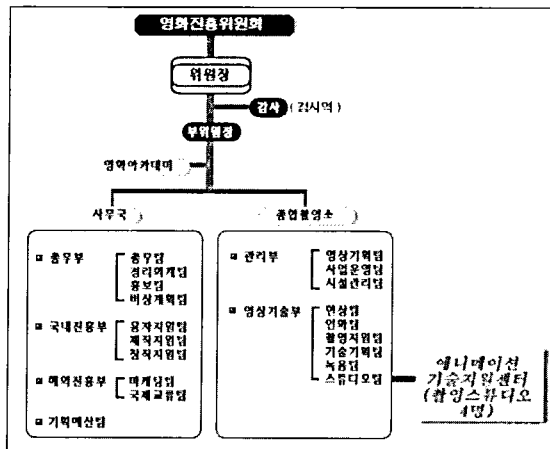 영화진흥위원회
위원장
감사 (감사역)
부위원장
영화아카데미
사무국
종합촬영소
총무부
총무팀
정리회계팀
홍보팀
비상계획팀
국내진흥부
융자지원팀
제작지원팀
창작지원팀
해외진흥부
마케팅팀
국제교류팀
기획예산팀
관리부
영상기획팀
사업운영팀
시설관리팀
영상기술부
현상팀
인화팀
촬영지원팀
기술기획팀
녹음팀
스튜디오팀
애니메이션
기술지원센터
(촬영스튜디오
4명)